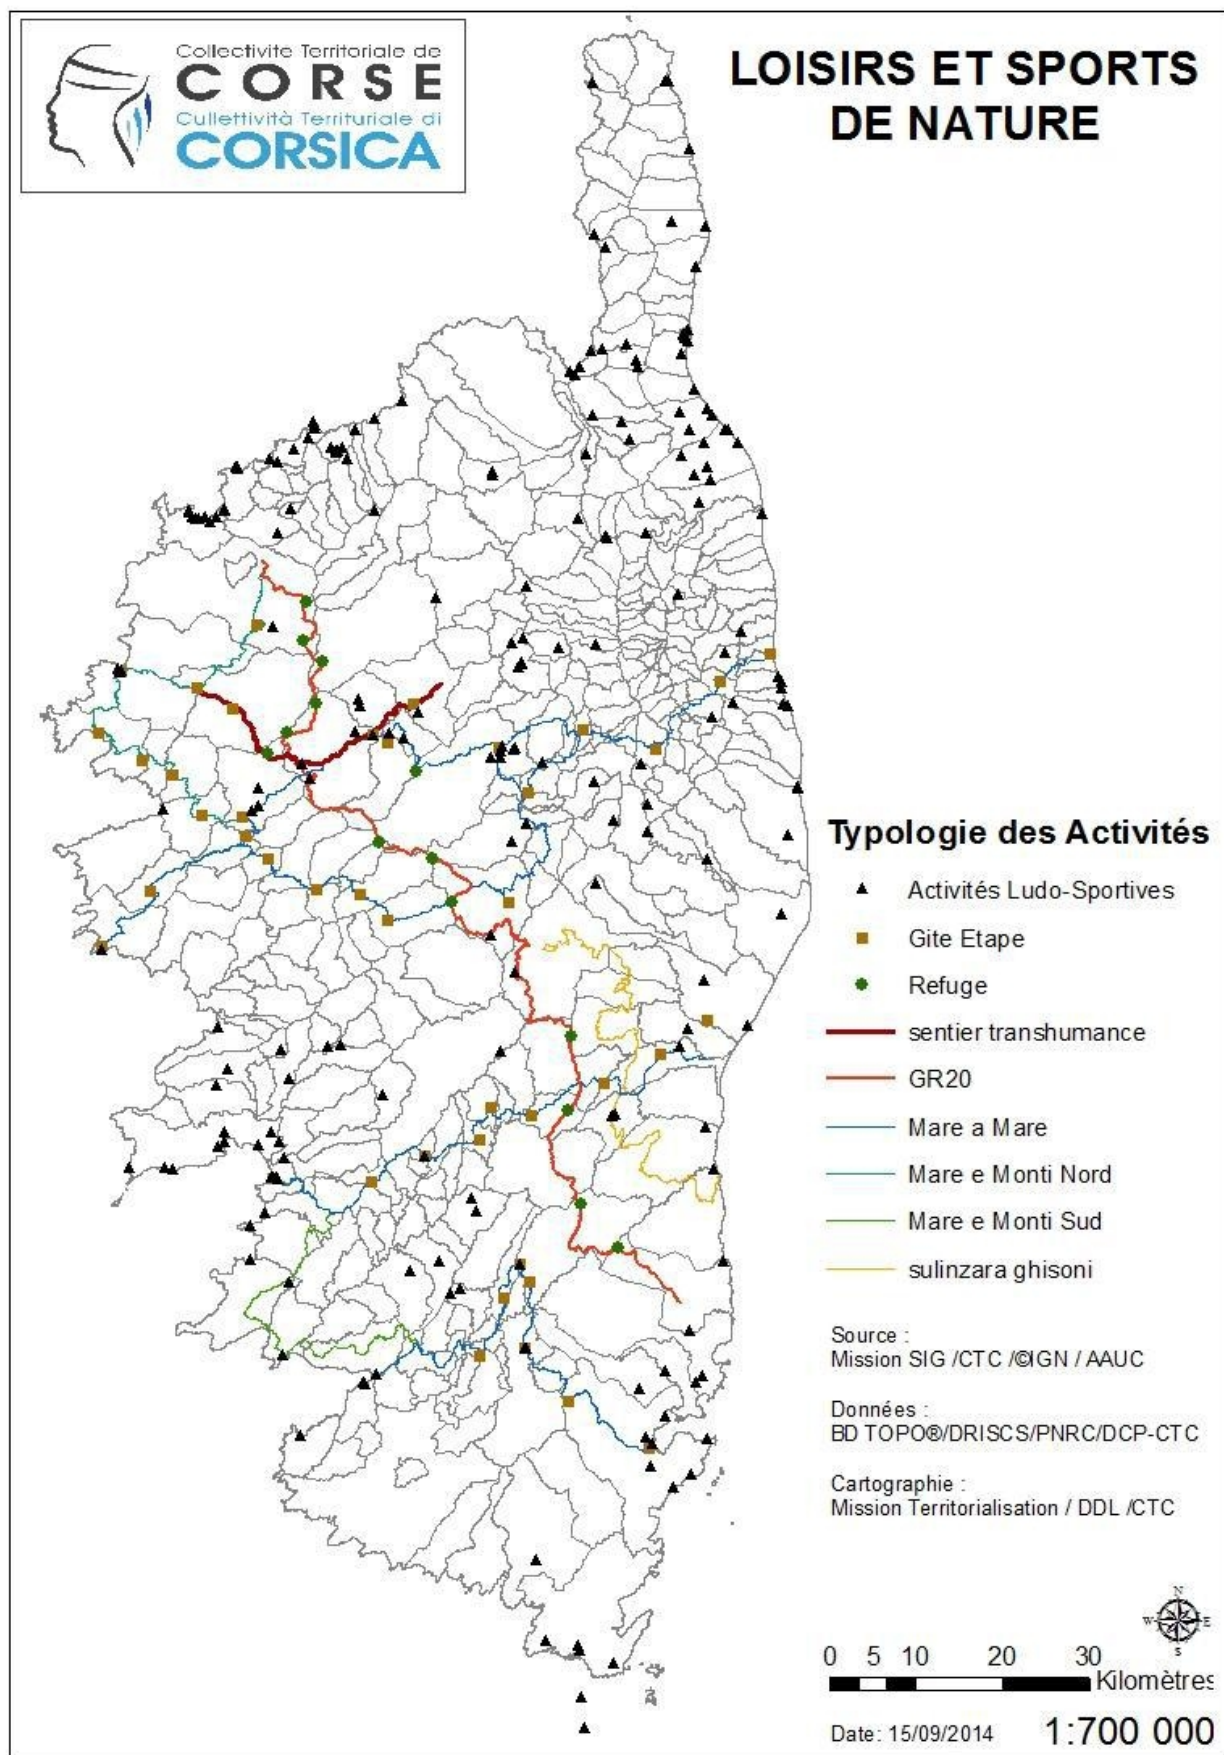 Collectivite Territoriale de
CORSE
Cullettività Territuriale di
CORSICA
LOISIRS ET SPORTS
DE NATURE
Typologie des Activités
Activités Ludo-Sportives
Gite Etape
Refuge
sentier transhumance
GR20
Mare a Mare
Mare e Monti Nord
Mare e Monti Sud
sulinzara ghisoni
Source :
Mission SIG /CTC /©IGN / AAUC
Données :
BD TOPO®/DRISCS/PNRC/DCP-CTC
Cartographie :
Mission Territorialisation / DDL /CTC
N
W E
S
0 5 10 20 30
Kilomètres
Date: 15/09/2014 1:700 000